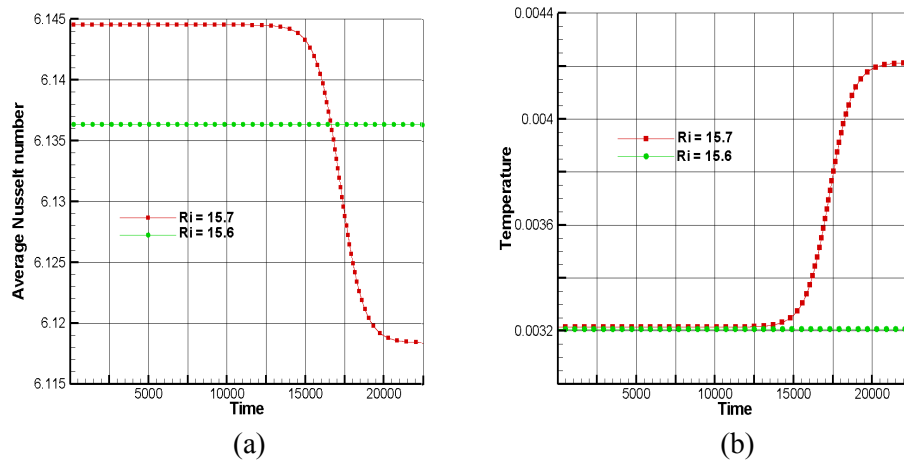 6.145
6.14
6.135
6.13
6.125
6.12
6.115
Average Nusselt number
Ri = 15.7
Ri = 15.6
5000
10000
15000
20000
Time
(a)
0.0044
0.004
0.0036
0.0032
Temperature
Ri = 15.7
Ri = 15.6
5000
10000
15000
20000
Time
(b)